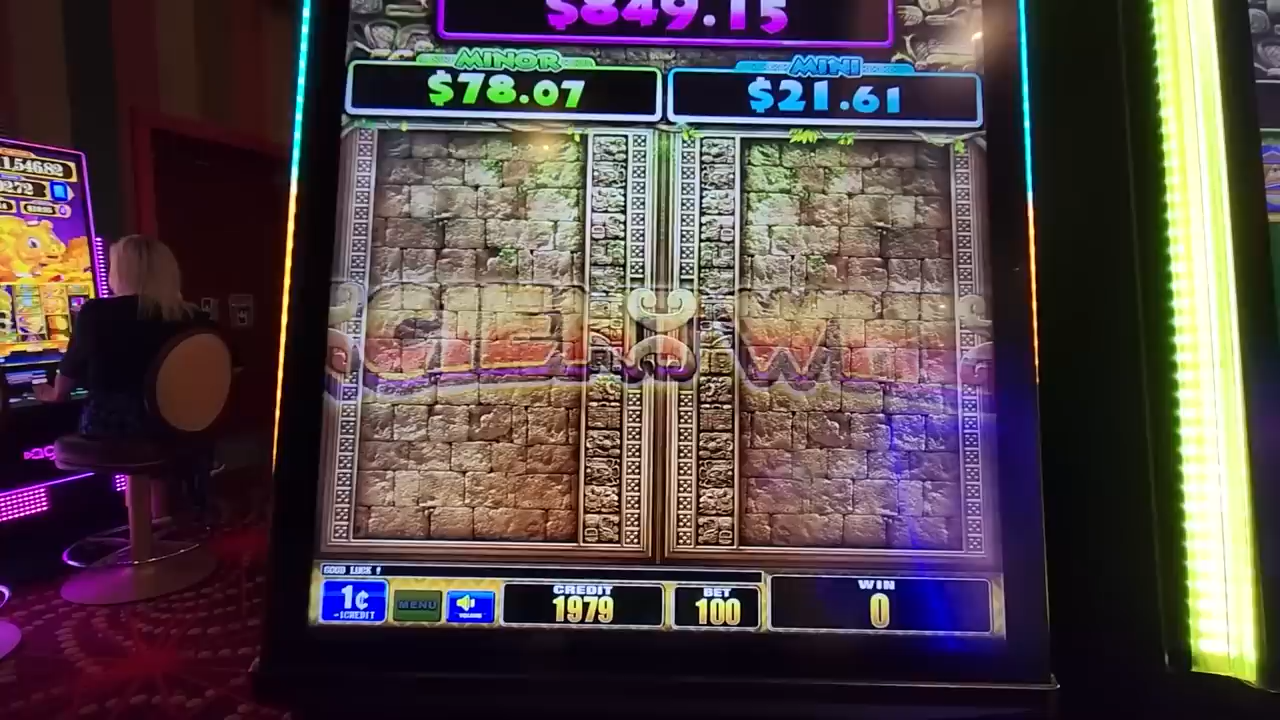 $849.15
MINOR
MINI
$78.07
$21.61
GOOD LUCK !
1¢
=1CREDIT
MENU
VOLUME
CREDIT
1979
BET
100
WIN
0